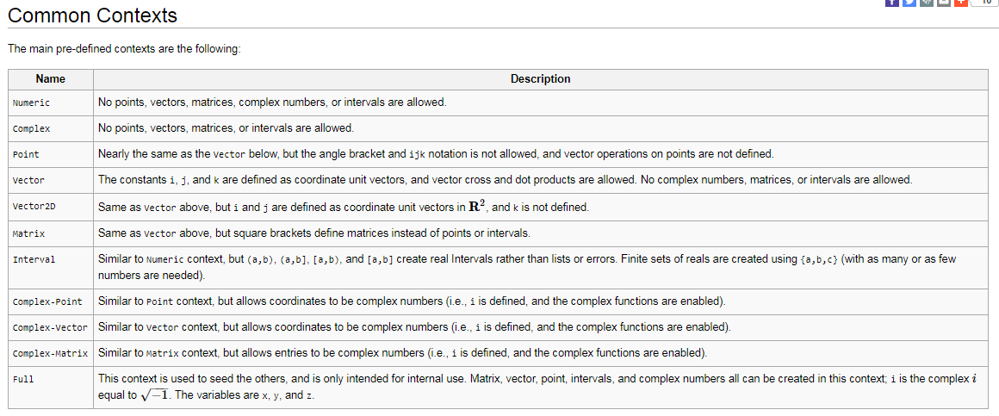 Common Contexts
The main pre-defined contexts are the following:
Name Description
Numeric No points, vectors, matrices, complex numbers, or intervals are allowed.
Complex No points, vectors, matrices, or intervals are allowed.
Point Nearly the same as the Vector below, but the angle bracket and ijk notation is not allowed, and vector operations on points are not defined.
Vector The constants i, j, and k are defined as coordinate unit vectors, and vector cross and dot products are allowed. No complex numbers, matrices, or intervals are allowed.
Vector2D Same as Vector above, but i and j are defined as coordinate unit vectors in R², and k is not defined.
Matrix Same as Vector above, but square brackets define matrices instead of points or intervals.
Interval Similar to Numeric context, but (a,b), (a,b], [a,b), and [a,b] create real Intervals rather than lists or errors. Finite sets of reals are created using {a,b,c} (with as many or as few
numbers are needed).
Complex-Point Similar to Point context, but allows coordinates to be complex numbers (i.e., i is defined, and the complex functions are enabled).
Complex-Vector Similar to Vector context, but allows coordinates to be complex numbers (i.e., i is defined, and the complex functions are enabled).
Complex-Matrix Similar to Matrix context, but allows entries to be complex numbers (i.e., i is defined, and the complex functions are enabled).
Full This context is used to seed the others, and is only intended for internal use. Matrix, vector, point, intervals, and complex numbers all can be created in this context; i is the complex i
equal to √−1. The variables are x, y, and z.